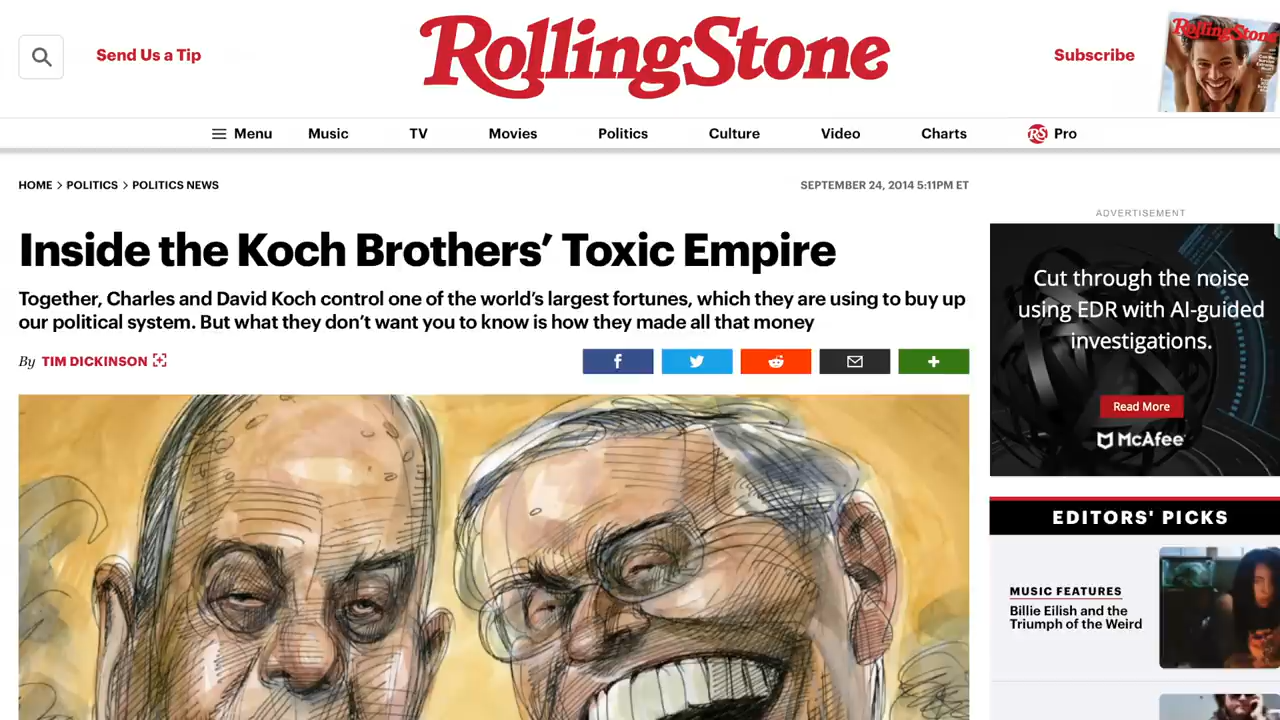 Send Us a Tip
RollingStone
Subscribe
RollingStone
Menu
Music
TV
Movies
Politics
Culture
Video
Charts
RS Pro
HOME > POLITICS > POLITICS NEWS
SEPTEMBER 24, 2014 5:11PM ET
Inside the Koch Brothers’ Toxic Empire
Together, Charles and David Koch control one of the world’s largest fortunes, which they are using to buy up
our political system. But what they don’t want you to know is how they made all that money
By TIM DICKINSON
ADVERTISEMENT
Cut through the noise
using EDR with AI-guided
investigations.
Read More
McAfee
EDITORS' PICKS
MUSIC FEATURES
Billie Eilish and the
Triumph of the Weird